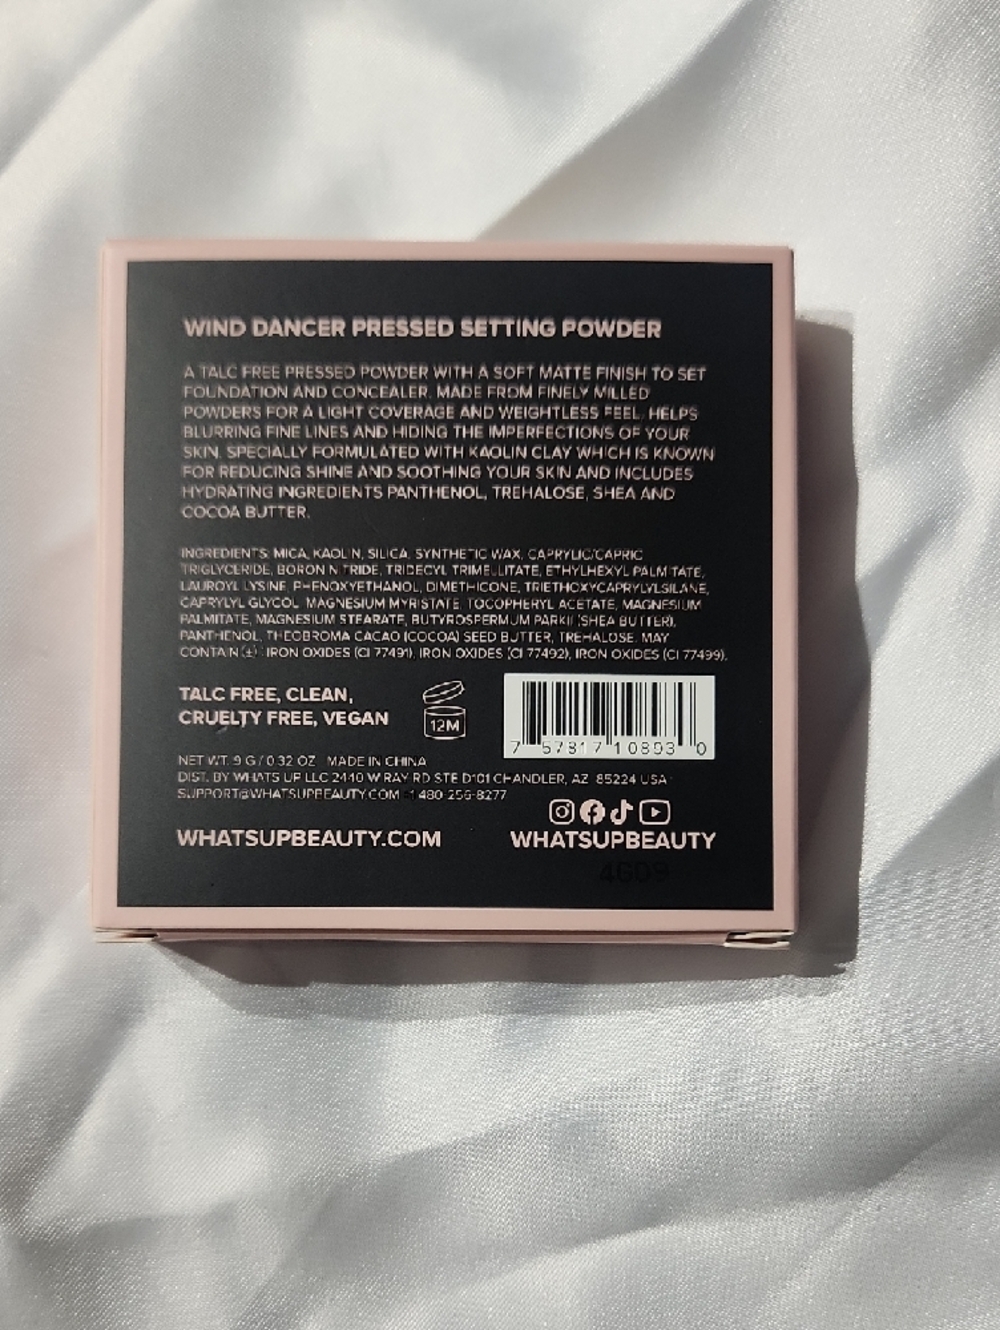 WIND DANCER PRESSED SETTING POWDER
A TALC FREE PRESSED POWDER WITH A SOFT MATTE FINISH TO SET
FOUNDATION AND CONCEALER. MADE FROM FINELY MILLED
POWDERS FOR A LIGHT COVERAGE AND WEIGHTLESS FEEL. HELPS
BLURRING FINE LINES AND HIDING THE IMPERFECTIONS OF YOUR
SKIN. SPECIALLY FORMULATED WITH KAOLIN CLAY WHICH IS KNOWN
FOR REDUCING SHINE AND SOOTHING YOUR SKIN AND INCLUDES
HYDRATING INGREDIENTS PANTHENOL, TREHALOSE, SHEA AND
COCOA BUTTER.
INGREDIENTS: MICA, KAOLIN, SILICA, SYNTHETIC WAX, CAPRYLIC/CAPRIC
TRIGLYCERIDE, BORON NITRIDE, TRIDECYL TRIMELLITATE, ETHYLHEXYL PALMITATE,
LAUROYL LYSINE, PHENOXYETHANOL, DIMETHICONE, TRIETHOXYCAPRYLYLSILANE,
CAPRYLYL GLYCOL, MAGNESIUM MYRISTATE, TOCOPHERYL ACETATE, MAGNESIUM
PALMITATE, MAGNESIUM STEARATE, BUTYROSPERMUM PARKII (SHEA BUTTER),
PANTHENOL, THEOBROMA CACAO (COCOA) SEED BUTTER, TREHALOSE. MAY
CONTAIN (±): IRON OXIDES (CI 77491), IRON OXIDES (CI 77492), IRON OXIDES (CI 77499).
TALC FREE, CLEAN,
CRUELTY FREE, VEGAN
12M
7 57817 10893 0
NET WT. 9 G / 0.32 OZ MADE IN CHINA
DIST. BY WHATS UP LLC 2440 W RAY RD STE D101 CHANDLER, AZ 85224 USA
SUPPORT@WHATSUPBEAUTY.COM 1 480-256-8277
WHATSUPBEAUTY.COM
WHATSUPBEAUTY
4G09